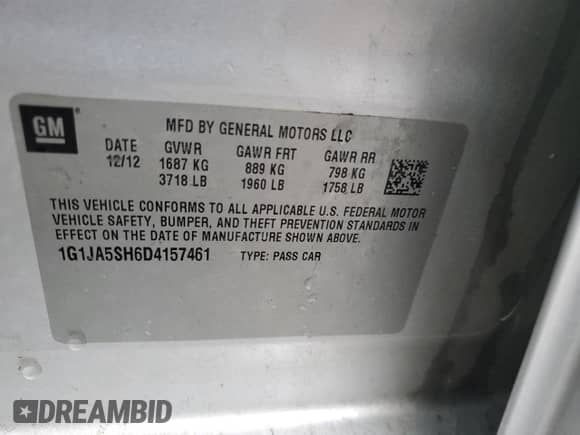 GM ®
MFD BY GENERAL MOTORS LLC
DATE GVWR GAWR FRT GAWR RR
12/12 1687 KG 889 KG 798 KG
3718 LB 1960 LB 1758 LB
THIS VEHICLE CONFORMS TO ALL APPLICABLE U.S. FEDERAL MOTOR
VEHICLE SAFETY, BUMPER, AND THEFT PREVENTION STANDARDS IN
EFFECT ON THE DATE OF MANUFACTURE SHOWN ABOVE.
1G1JA5SH6D4157461 TYPE: PASS CAR
DREAMBID